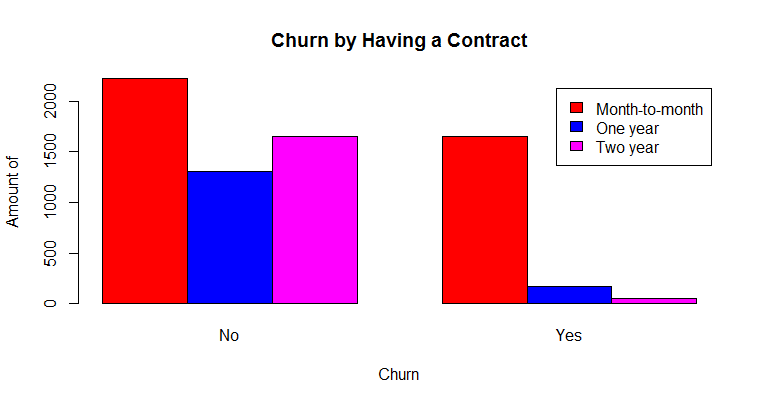 Churn by Having a Contract
Month-to-month
One year
Two year
Amount of
2000
1500
1000
500
0
No
Yes
Churn